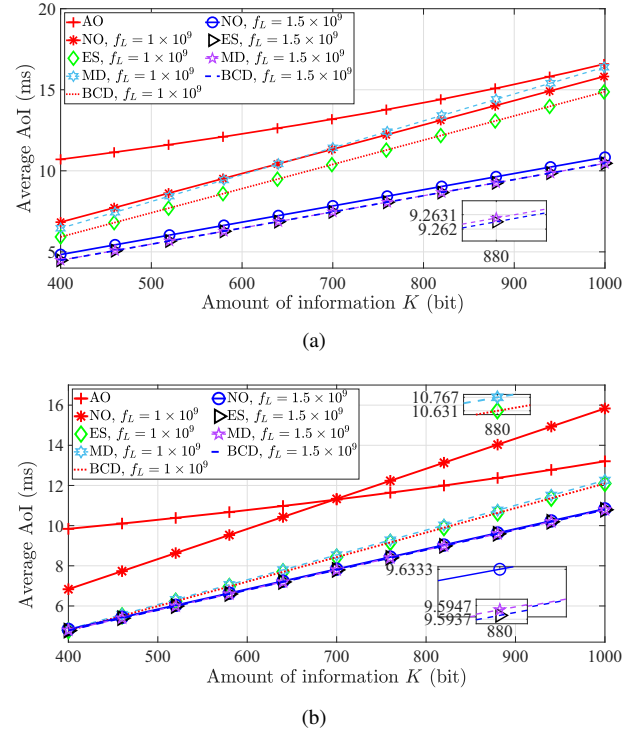 20
15
10
5
Average AoI (ms)
AO
NO, f_L = 1 × 10^9
ES, f_L = 1 × 10^9
MD, f_L = 1 × 10^9
BCD, f_L = 1 × 10^9
NO, f_L = 1.5 × 10^9
ES, f_L = 1.5 × 10^9
MD, f_L = 1.5 × 10^9
BCD, f_L = 1.5 × 10^9
9.2631
9.262
880
400 500 600 700 800 900 1000
Amount of information K (bit)
(a)
16
14
12
10
8
6
Average AoI (ms)
AO
NO, f_L = 1 × 10^9
ES, f_L = 1 × 10^9
MD, f_L = 1 × 10^9
BCD, f_L = 1 × 10^9
NO, f_L = 1.5 × 10^9
ES, f_L = 1.5 × 10^9
MD, f_L = 1.5 × 10^9
BCD, f_L = 1.5 × 10^9
10.767
10.631
880
9.6333
9.5947
9.5937
880
400 500 600 700 800 900 1000
Amount of information K (bit)
(b)